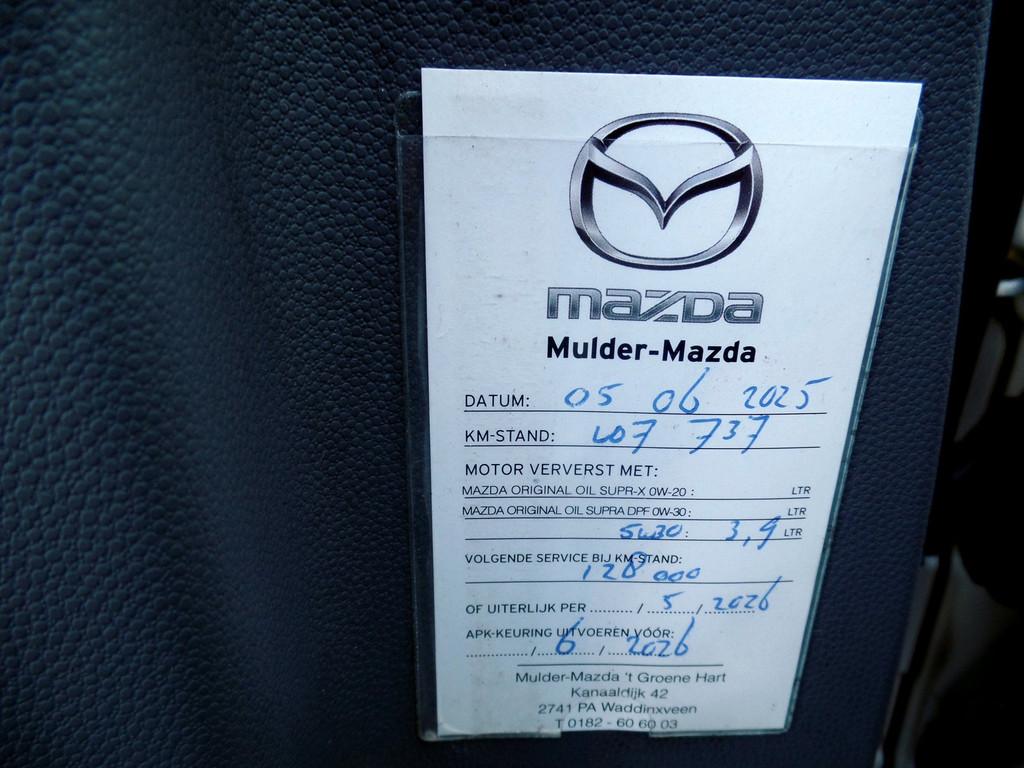 mazda
Mulder-Mazda
DATUM: 05 06 2025
KM-STAND: 107 737
MOTOR VERVERST MET:
MAZDA ORIGINAL OIL SUPR-X 0W-20 : LTR
MAZDA ORIGINAL OIL SUPRA DPF 0W-30 : LTR
5W30 : 3,9 LTR
VOLGENDE SERVICE BIJ KM-STAND:
128 000
OF UITERLIJK PER ........ / 5 / 2026
APK-KEURING UITVOEREN VÓÓR:
............/ 6 / 2026
Mulder-Mazda 't Groene Hart
Kanaaldijk 42
2741 PA Waddinxveen
T 0182 - 60 60 03